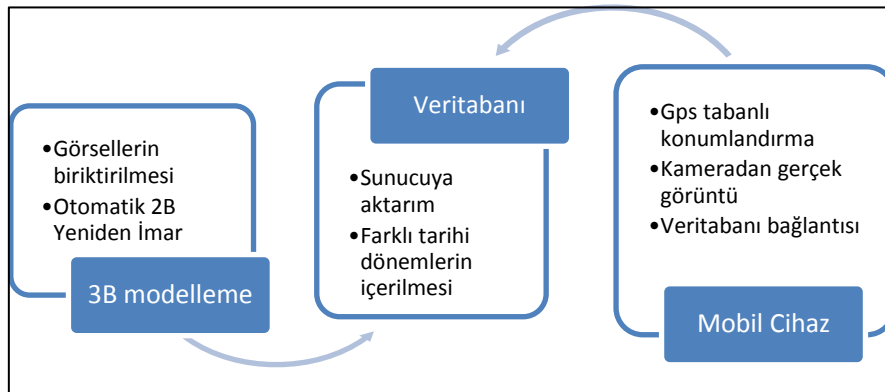 •Görsellerin
biriktirilmesi
•Otomatik 2B
Yeniden İmar
3B modelleme
Veritabanı
•Sunucuya
aktarım
•Farklı tarihi
dönemlerin
içerilmesi
•Gps tabanlı
konumlandırma
•Kameradan gerçek
görüntü
•Veritabanı bağlantısı
Mobil Cihaz